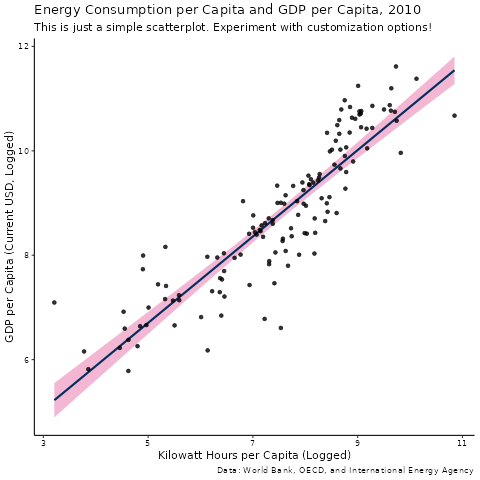 Energy Consumption per Capita and GDP per Capita, 2010
This is just a simple scatterplot. Experiment with customization options!
12
10
8
6
GDP per Capita (Current USD, Logged)
3 5 7 9 11
Kilowatt Hours per Capita (Logged)
Data: World Bank, OECD, and International Energy Agency